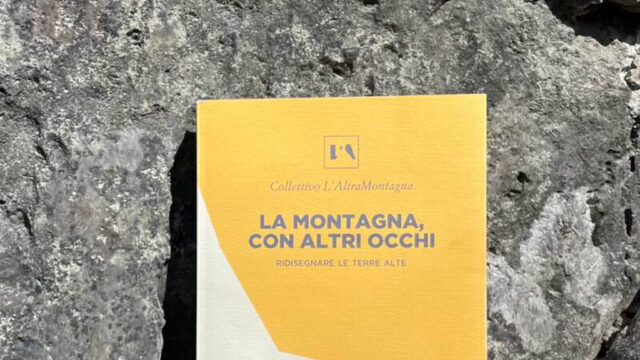 L'A
Collettivo L'AltraMontagna
LA MONTAGNA,
CON ALTRI OCCHI
RIDISEGNARE LE TERRE ALTE